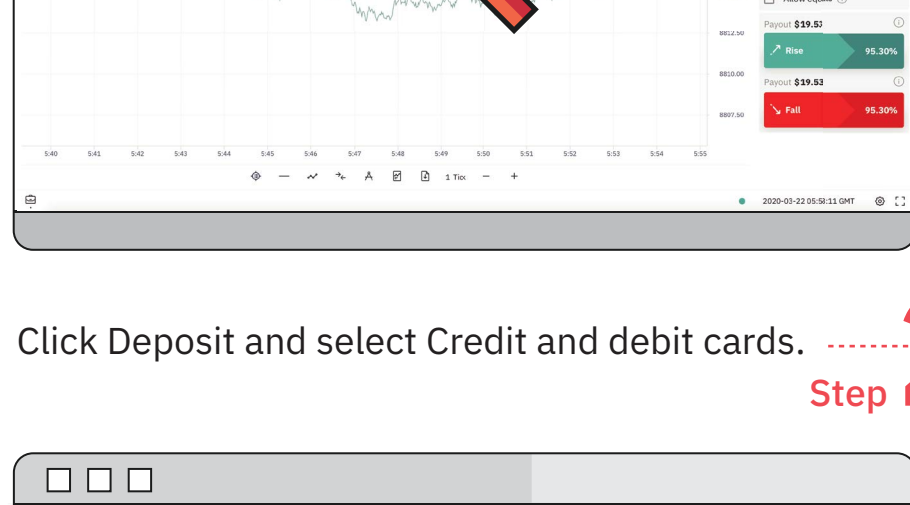 Payout $19.53
8812.50
Rise 95.30%
8810.00
Payout $19.53
Fall 95.30%
8807.50
5:40 5:41 5:42 5:43 5:44 5:45 5:46 5:47 5:48 5:49 5:50 5:51 5:52 5:53 5:54 5:55
1 Tick
2020-03-22 05:58:11 GMT
Click Deposit and select Credit and debit cards.
Step